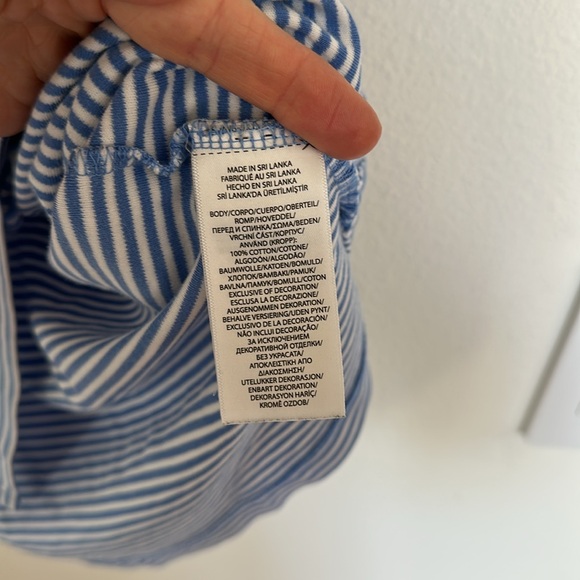 MADE IN SRI LANKA
FABRIQUÉ AU SRI LANKA
HECHO EN SRI LANKA
SRI LANKA'DA ÜRETİLMİŞTİR
BODY/CORPO/CUERPO/OBERTEIL/
ROMP/HOVEDDEL/
ПЕРЕД И СПИНКА/ΣΩΜΑ/BEDEN/
VRCHNÍ ČÁST/КОРПУС/
ANVÄND (KROPP):
100% COTTON/COTONE/
ALGODÓN/ALGODÃO/
BAUMWOLLE/KATOEN/BOMULD/
ХЛОПОК/ΒΑΜΒΑΚΙ/PAMUK/
BAVLNA/ПАМУК/BOMULL/COTON
EXCLUSIVE OF DECORATION/
ESCLUSA LA DECORAZIONE/
AUSGENOMMEN DEKORATION/
BEHALVE VERSIERING/UDEN PYNT/
EXCLUSIVO DE LA DECORACIÓN/
NÃO INCLUI DECORAÇÃO/
ЗА ИСКЛЮЧЕНИЕМ
ДЕКОРАТИВНОЙ ОТДЕЛКИ/
БЕЗ УКРАСАТА/
ΑΠΟΚΛΕΙΣΤΙΚΗ ΑΠΟ
ΔΙΑΚΟΣΜΗΣΗ/
UTELUKKER DEKORASJON/
ENBART DEKORATION/
DEKORASYON HARİÇ/
KROMĚ OZDOB/